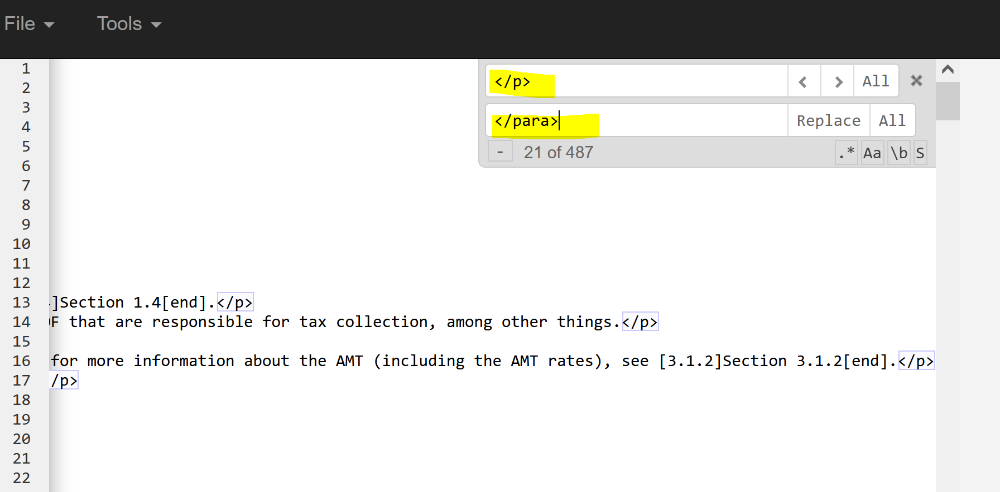 File Tools
</p> All
</para> Replace All
- 21 of 487 .* Aa \b S
1
2
3
4
5
6
7
8
9
10
11
12
13 ]Section 1.4[end].</p>
14 F that are responsible for tax collection, among other things.</p>
15
16 for more information about the AMT (including the AMT rates), see [3.1.2]Section 3.1.2[end].</p>
17 /p>
18
19
20
21
22